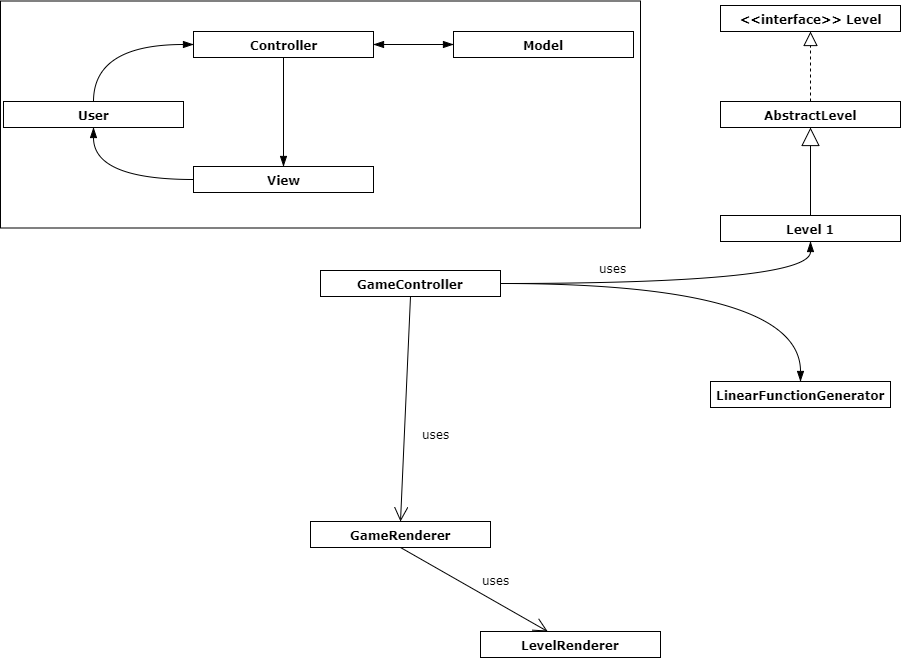 <<interface>> Level
Controller
Model
User
AbstractLevel
View
Level 1
uses
GameController
LinearFunctionGenerator
uses
GameRenderer
uses
LevelRenderer